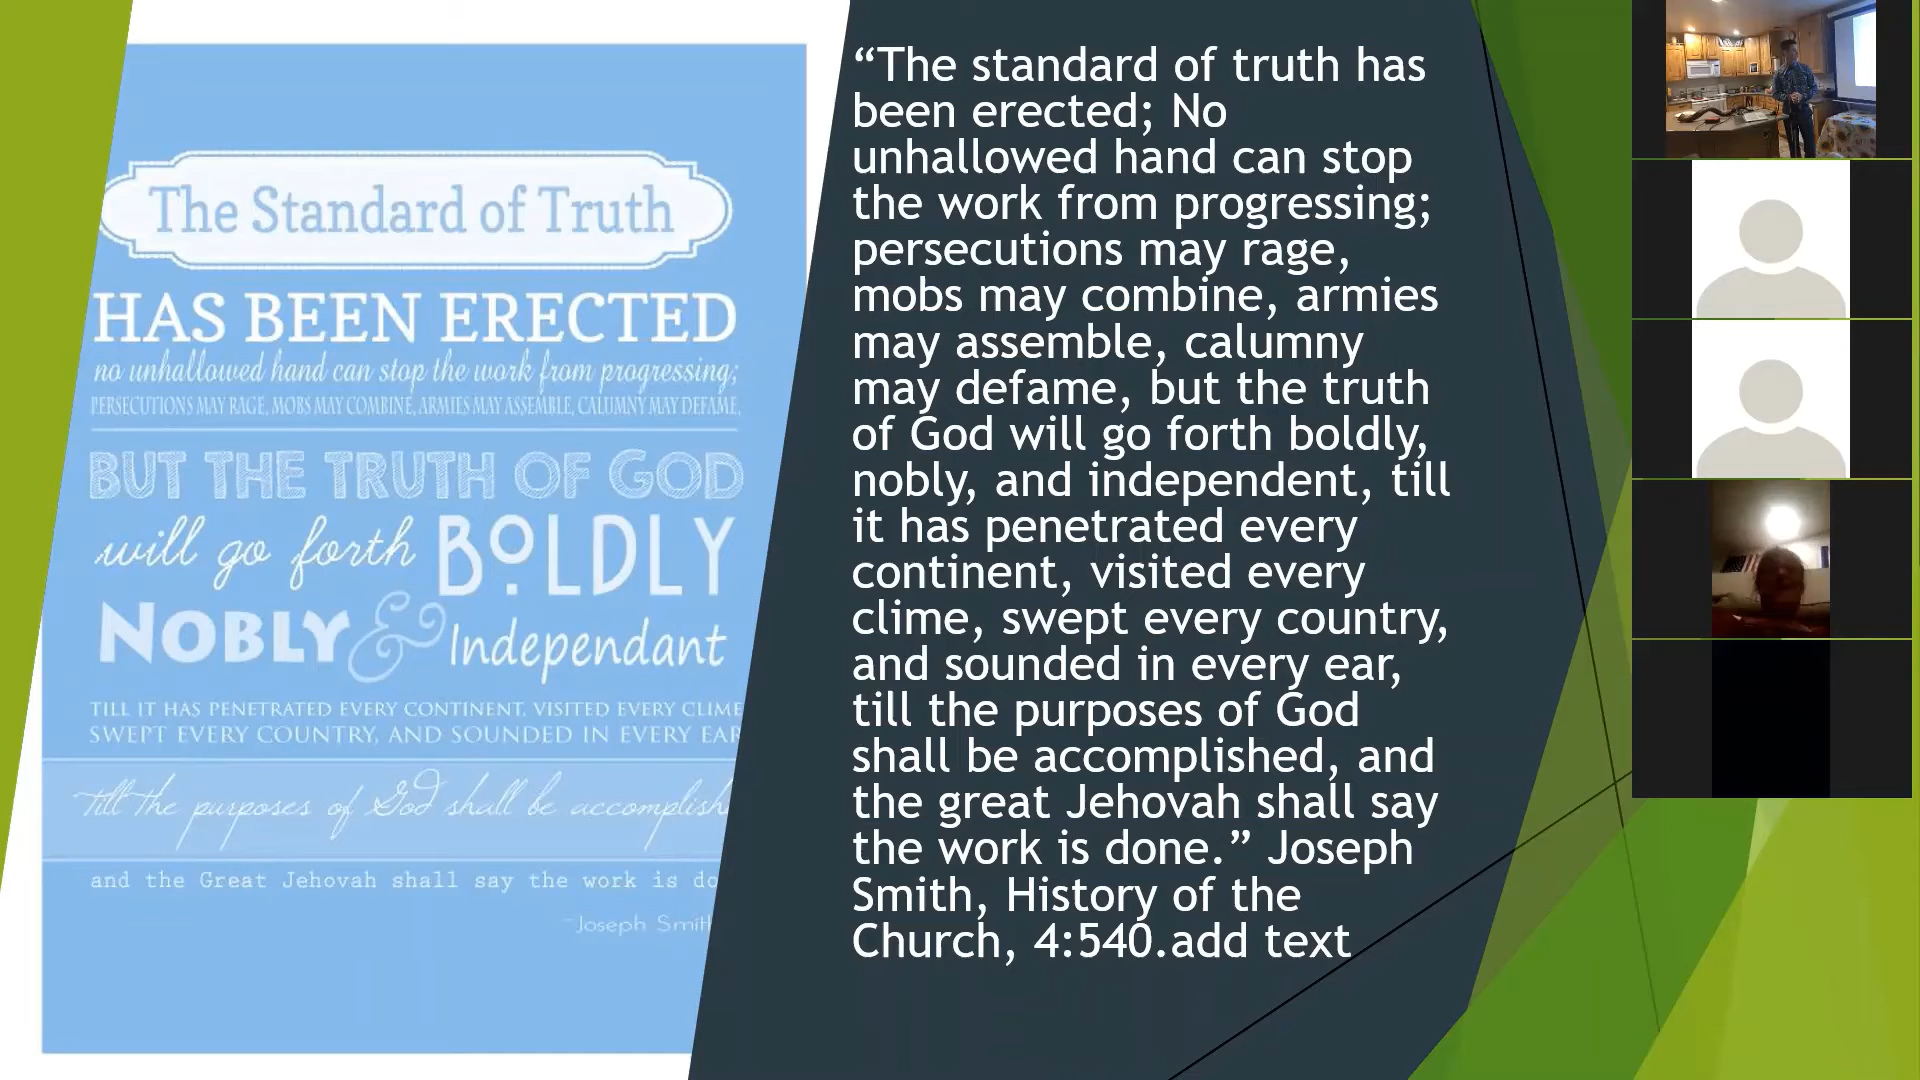 The Standard of Truth
HAS BEEN ERECTED
no unhallowed hand can stop the work from progressing;
PERSECUTIONS MAY RAGE, MOBS MAY COMBINE, ARMIES MAY ASSEMBLE, CALUMNY MAY DEFAME,
BUT THE TRUTH OF GOD
will go forth BOLDLY
NOBLY & Independant
TILL IT HAS PENETRATED EVERY CONTINENT, VISITED EVERY CLIME
SWEPT EVERY COUNTRY, AND SOUNDED IN EVERY EAR
till the purposes of God shall be accomplish
and the Great Jehovah shall say the work is do
~Joseph Smith
“The standard of truth has
been erected; No
unhallowed hand can stop
the work from progressing;
persecutions may rage,
mobs may combine, armies
may assemble, calumny
may defame, but the truth
of God will go forth boldly,
nobly, and independent, till
it has penetrated every
continent, visited every
clime, swept every country,
and sounded in every ear,
till the purposes of God
shall be accomplished, and
the great Jehovah shall say
the work is done.” Joseph
Smith, History of the
Church, 4:540.add text